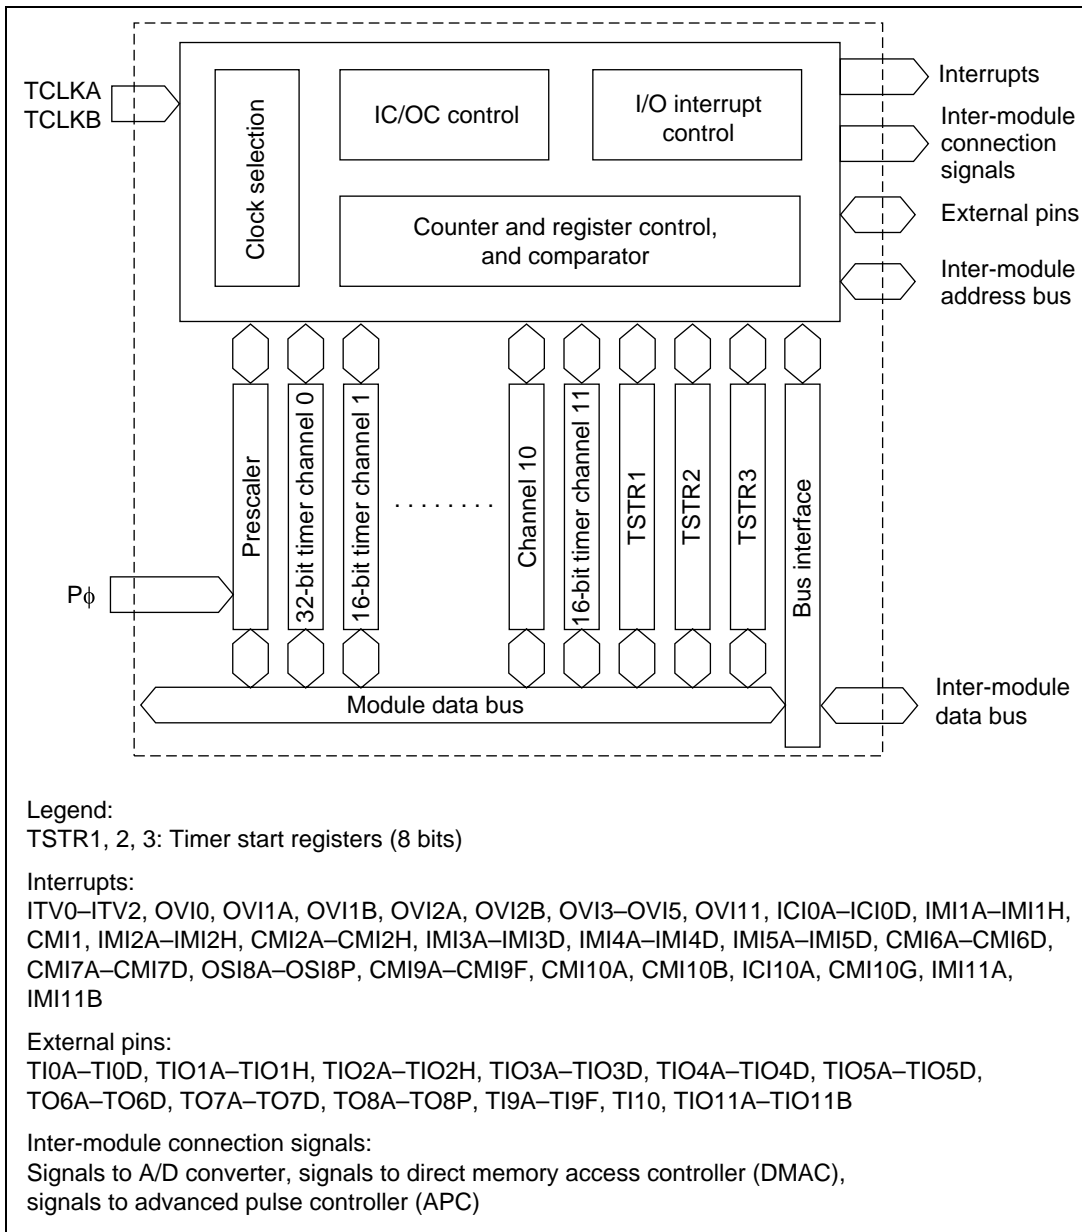 TCLKA
TCLKB
Clock selection
IC/OC control
I/O interrupt
control
Counter and register control,
and comparator
Interrupts
Inter-module
connection
signals
External pins
Inter-module
address bus
Prescaler
32-bit timer channel 0
16-bit timer channel 1
. . . . . . . .
Channel 10
16-bit timer channel 11
TSTR1
TSTR2
TSTR3
Bus interface
Pϕ
Module data bus
Inter-module
data bus
Legend:
TSTR1, 2, 3: Timer start registers (8 bits)
Interrupts:
ITV0–ITV2, OVI0, OVI1A, OVI1B, OVI2A, OVI2B, OVI3–OVI5, OVI11, ICI0A–ICI0D, IMI1A–IMI1H,
CMI1, IMI2A–IMI2H, CMI2A–CMI2H, IMI3A–IMI3D, IMI4A–IMI4D, IMI5A–IMI5D, CMI6A–CMI6D,
CMI7A–CMI7D, OSI8A–OSI8P, CMI9A–CMI9F, CMI10A, CMI10B, ICI10A, CMI10G, IMI11A,
IMI11B
External pins:
TI0A–TI0D, TIO1A–TIO1H, TIO2A–TIO2H, TIO3A–TIO3D, TIO4A–TIO4D, TIO5A–TIO5D,
TO6A–TO6D, TO7A–TO7D, TO8A–TO8P, TI9A–TI9F, TI10, TIO11A–TIO11B
Inter-module connection signals:
Signals to A/D converter, signals to direct memory access controller (DMAC),
signals to advanced pulse controller (APC)